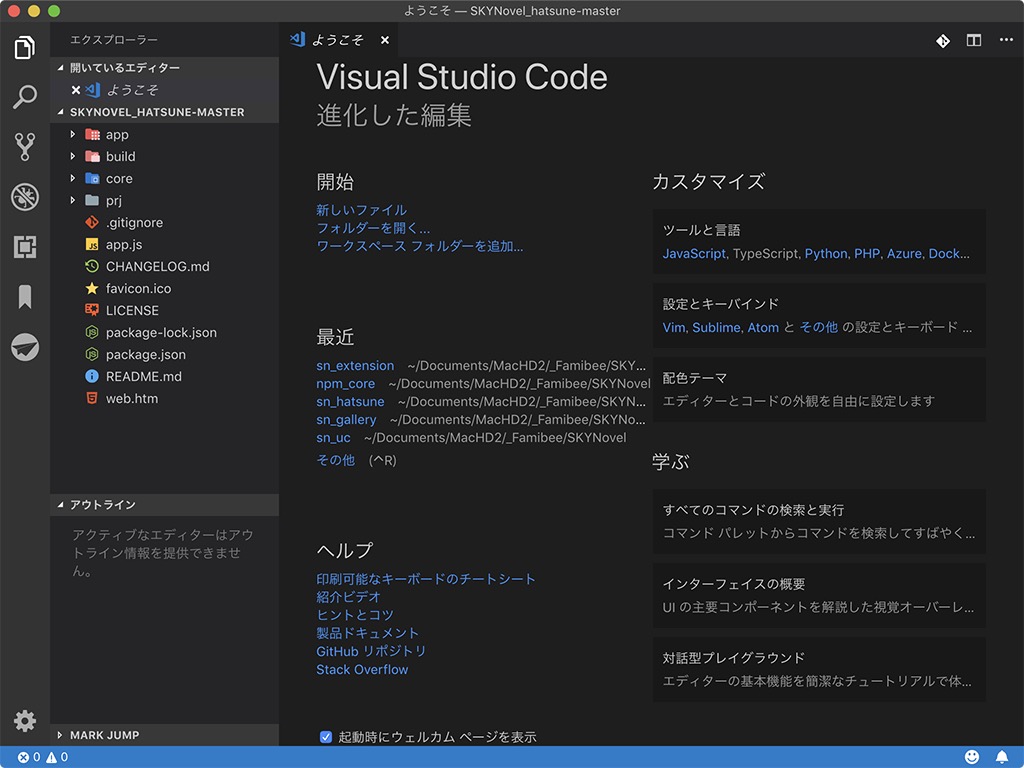 ようこそ — SKYNovel_hatsune-master
エクスプローラー
開いているエディター
ようこそ
SKYNOVEL_HATSUNE-MASTER
app
build
core
prj
.gitignore
app.js
CHANGELOG.md
favicon.ico
LICENSE
package-lock.json
package.json
README.md
web.htm
アウトライン
アクティブなエディターはアウ
トライン情報を提供できませ
ん。
MARK JUMP
ようこそ
Visual Studio Code
進化した編集
開始
新しいファイル
フォルダーを開く...
ワークスペース フォルダーを追加...
最近
sn_extension ~/Documents/MacHD2/_Famibee/SKY...
npm_core ~/Documents/MacHD2/_Famibee/SKYNovel
sn_hatsune ~/Documents/MacHD2/_Famibee/SKYN...
sn_gallery ~/Documents/MacHD2/_Famibee/SKYNo...
sn_uc ~/Documents/MacHD2/_Famibee/SKYNovel
その他 (^R)
ヘルプ
印刷可能なキーボードのチートシート
紹介ビデオ
ヒントとコツ
製品ドキュメント
GitHub リポジトリ
Stack Overflow
起動時にウェルカム ページを表示
カスタマイズ
ツールと言語
JavaScript, TypeScript, Python, PHP, Azure, Dock...
設定とキーバインド
Vim, Sublime, Atom と その他 の設定とキーボード ...
配色テーマ
エディターとコードの外観を自由に設定します
学ぶ
すべてのコマンドの検索と実行
コマンド パレットからコマンドを検索してすばやく...
インターフェイスの概要
UI の主要コンポーネントを解説した視覚オーバーレ...
対話型プレイグラウンド
エディターの基本機能を簡潔なチュートリアルで体...
0 0